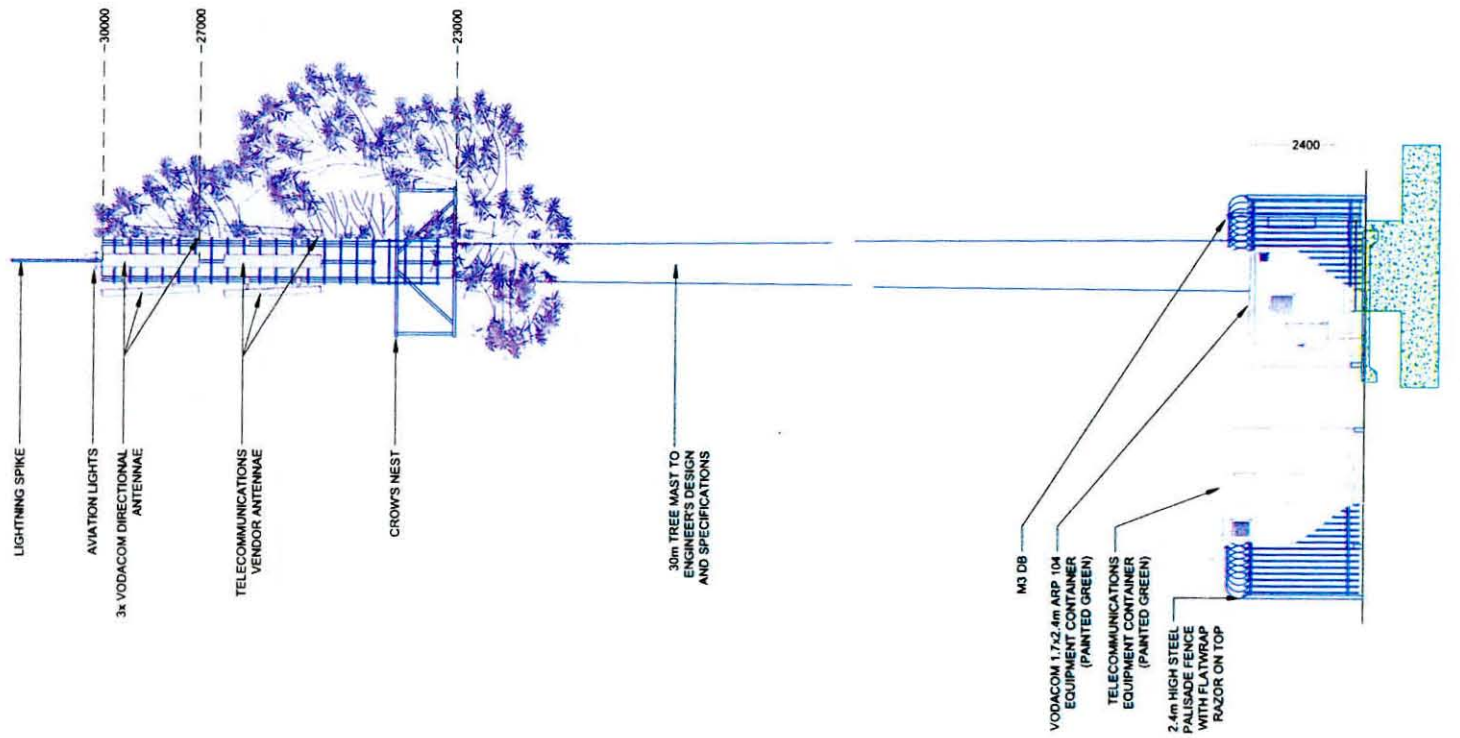 30000
27000
23000
LIGHTNING SPIKE
AVIATION LIGHTS
3x VODACOM DIRECTIONAL
ANTENNAE
TELECOMMUNICATIONS
VENDOR ANTENNAE
CROW'S NEST
30m TREE MAST TO
ENGINEER'S DESIGN
AND SPECIFICATIONS
2400
M3 DB
VODACOM 1.7x2.4m ARP 104
EQUIPMENT CONTAINER
(PAINTED GREEN)
TELECOMMUNICATIONS
EQUIPMENT CONTAINER
(PAINTED GREEN)
2.4m HIGH STEEL
PALISADE FENCE
WITH FLATWRAP
RAZOR ON TOP